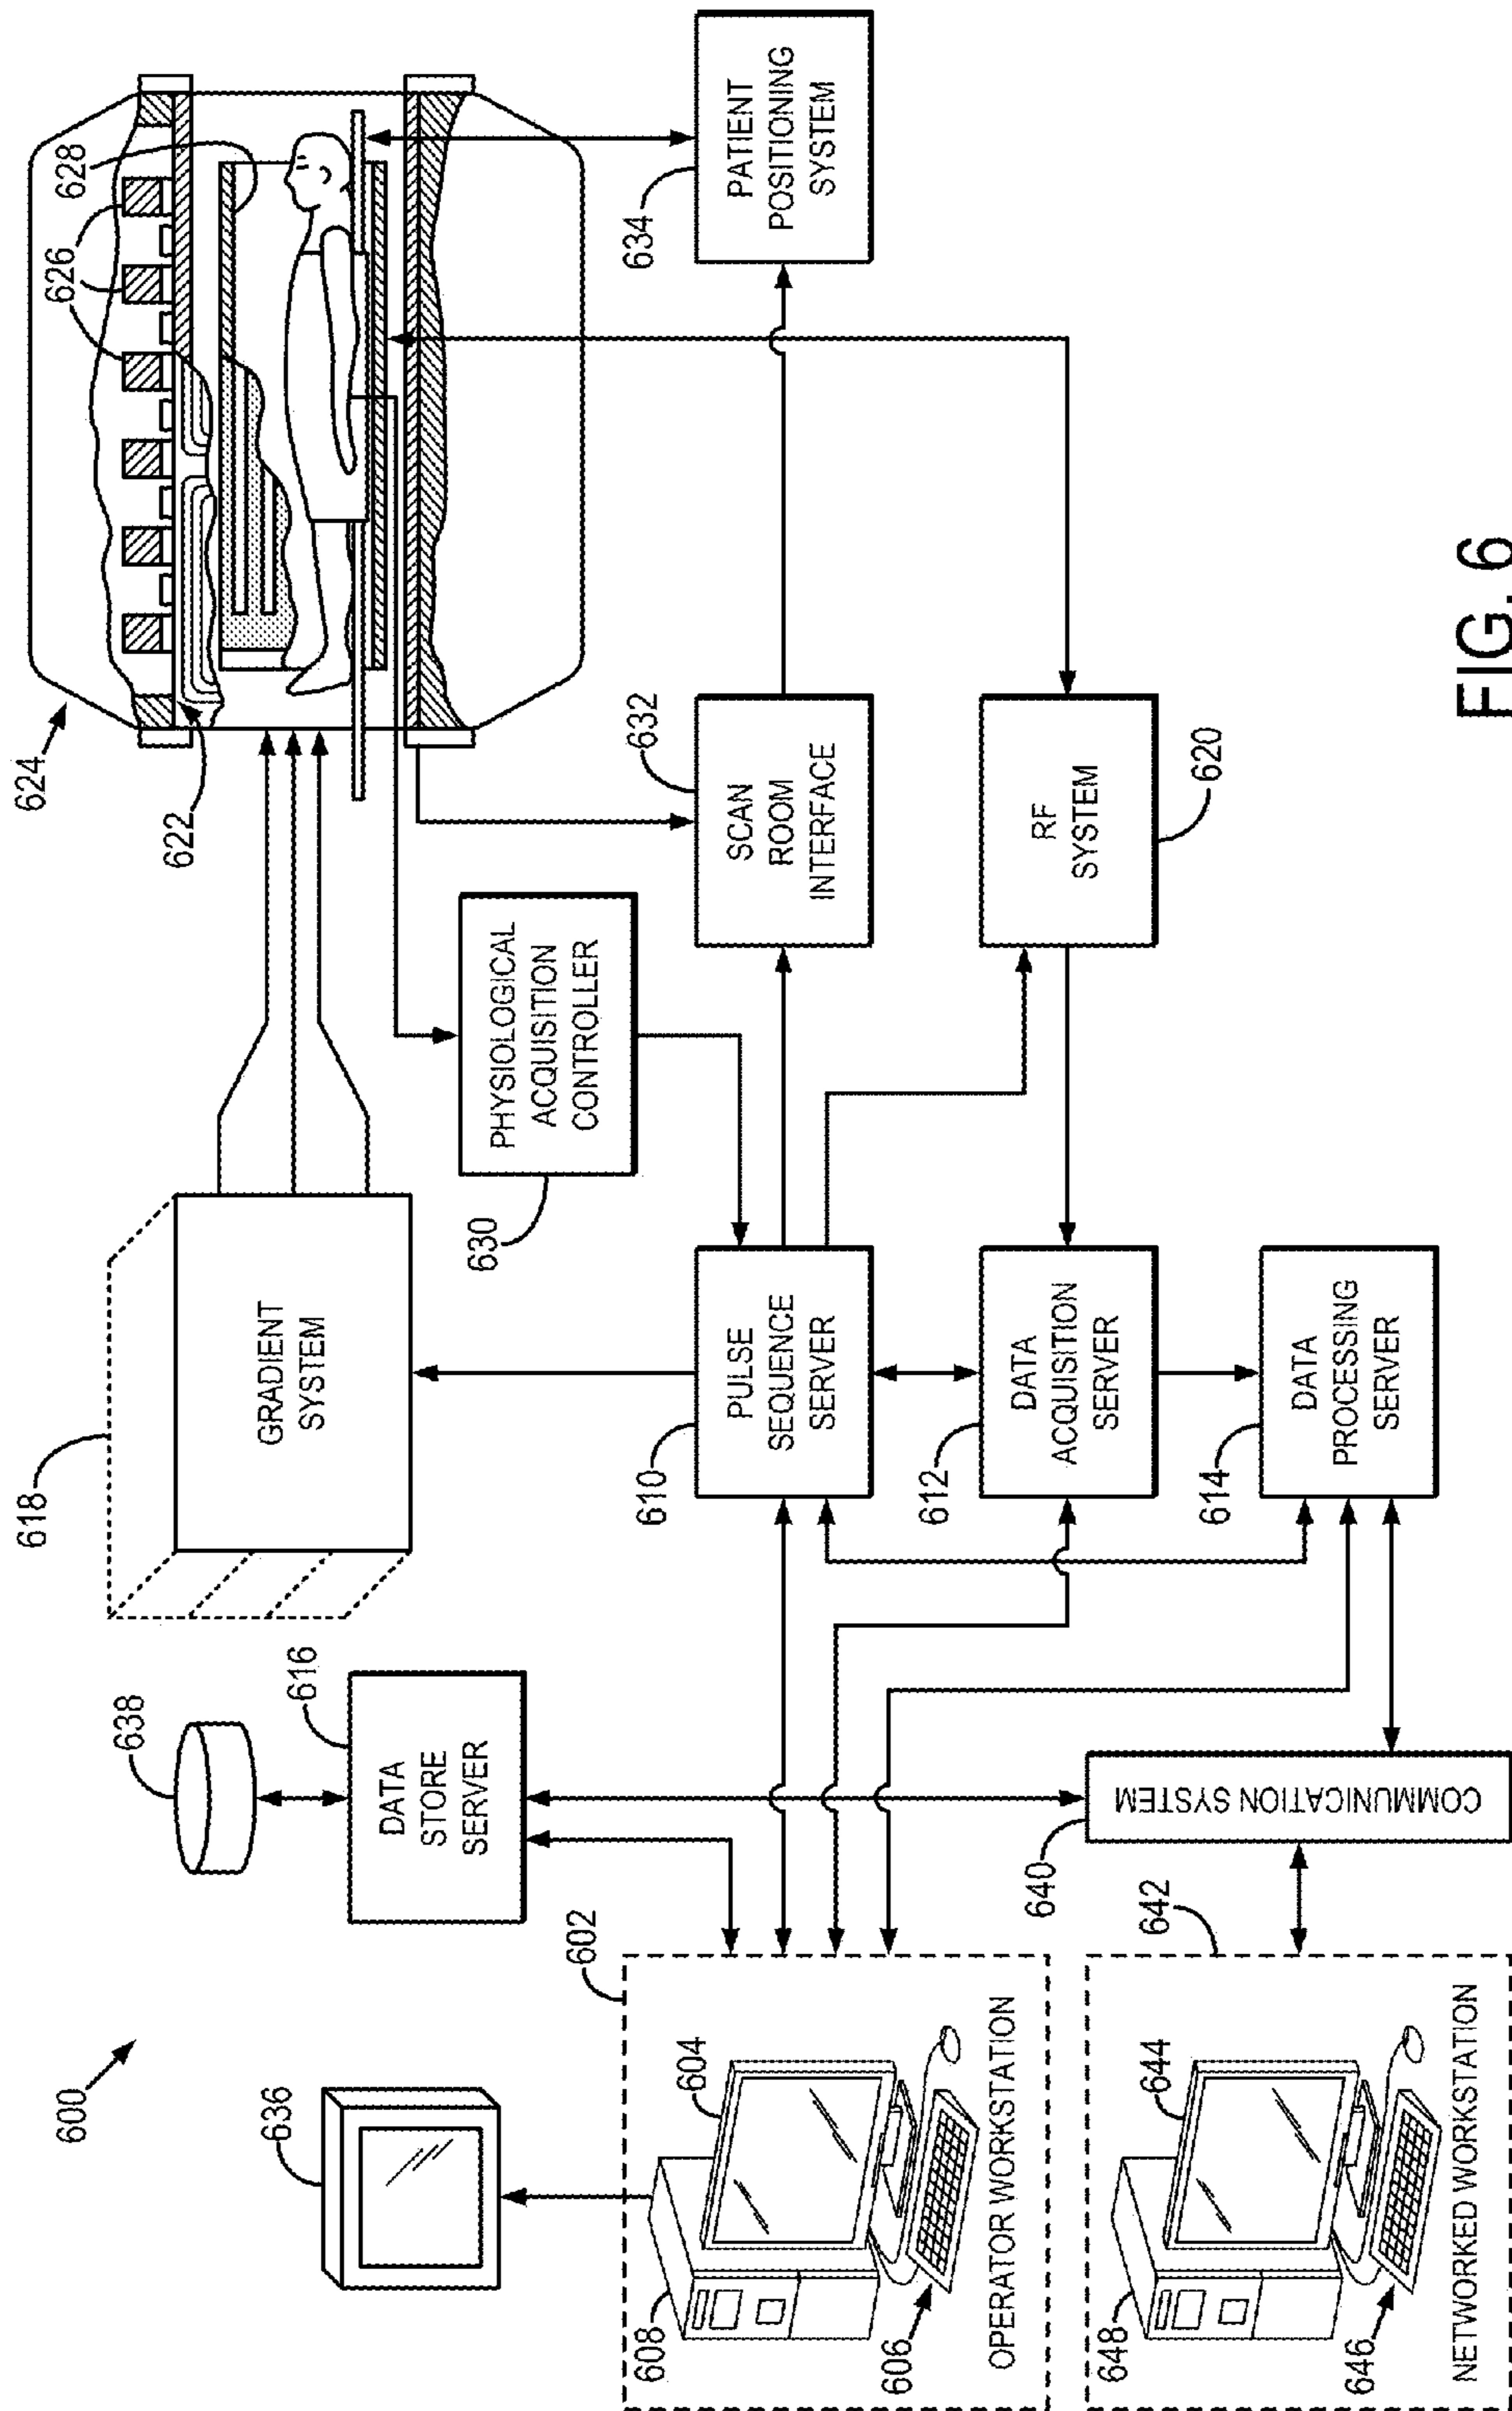 600
636
638
616
DATA
STORE
SERVER
618
GRADIENT
SYSTEM
624
622
626
628
602
604
608
606
OPERATOR WORKSTATION
610
PULSE
SEQUENCE
SERVER
630
PHYSIOLOGICAL
ACQUISITION
CONTROLLER
632
SCAN
ROOM
INTERFACE
634
PATIENT
POSITIONING
SYSTEM
612
DATA
ACQUISITION
SERVER
RF
SYSTEM
620
614
DATA
PROCESSING
SERVER
640
COMMUNICATION SYSTEM
642
644
648
646
NETWORKED WORKSTATION
FIG. 6